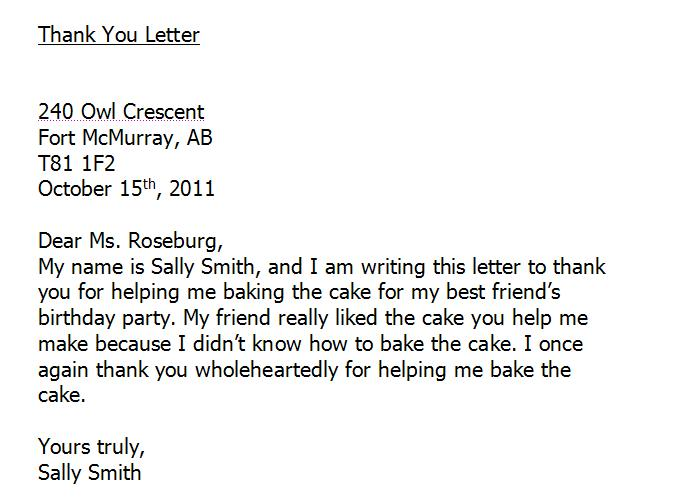 Thank You Letter
240 Owl Crescent
Fort McMurray, AB
T81 1F2
October 15th, 2011
Dear Ms. Roseburg,
My name is Sally Smith, and I am writing this letter to thank
you for helping me baking the cake for my best friend’s
birthday party. My friend really liked the cake you help me
make because I didn’t know how to bake the cake. I once
again thank you wholeheartedly for helping me bake the
cake.
Yours truly,
Sally Smith